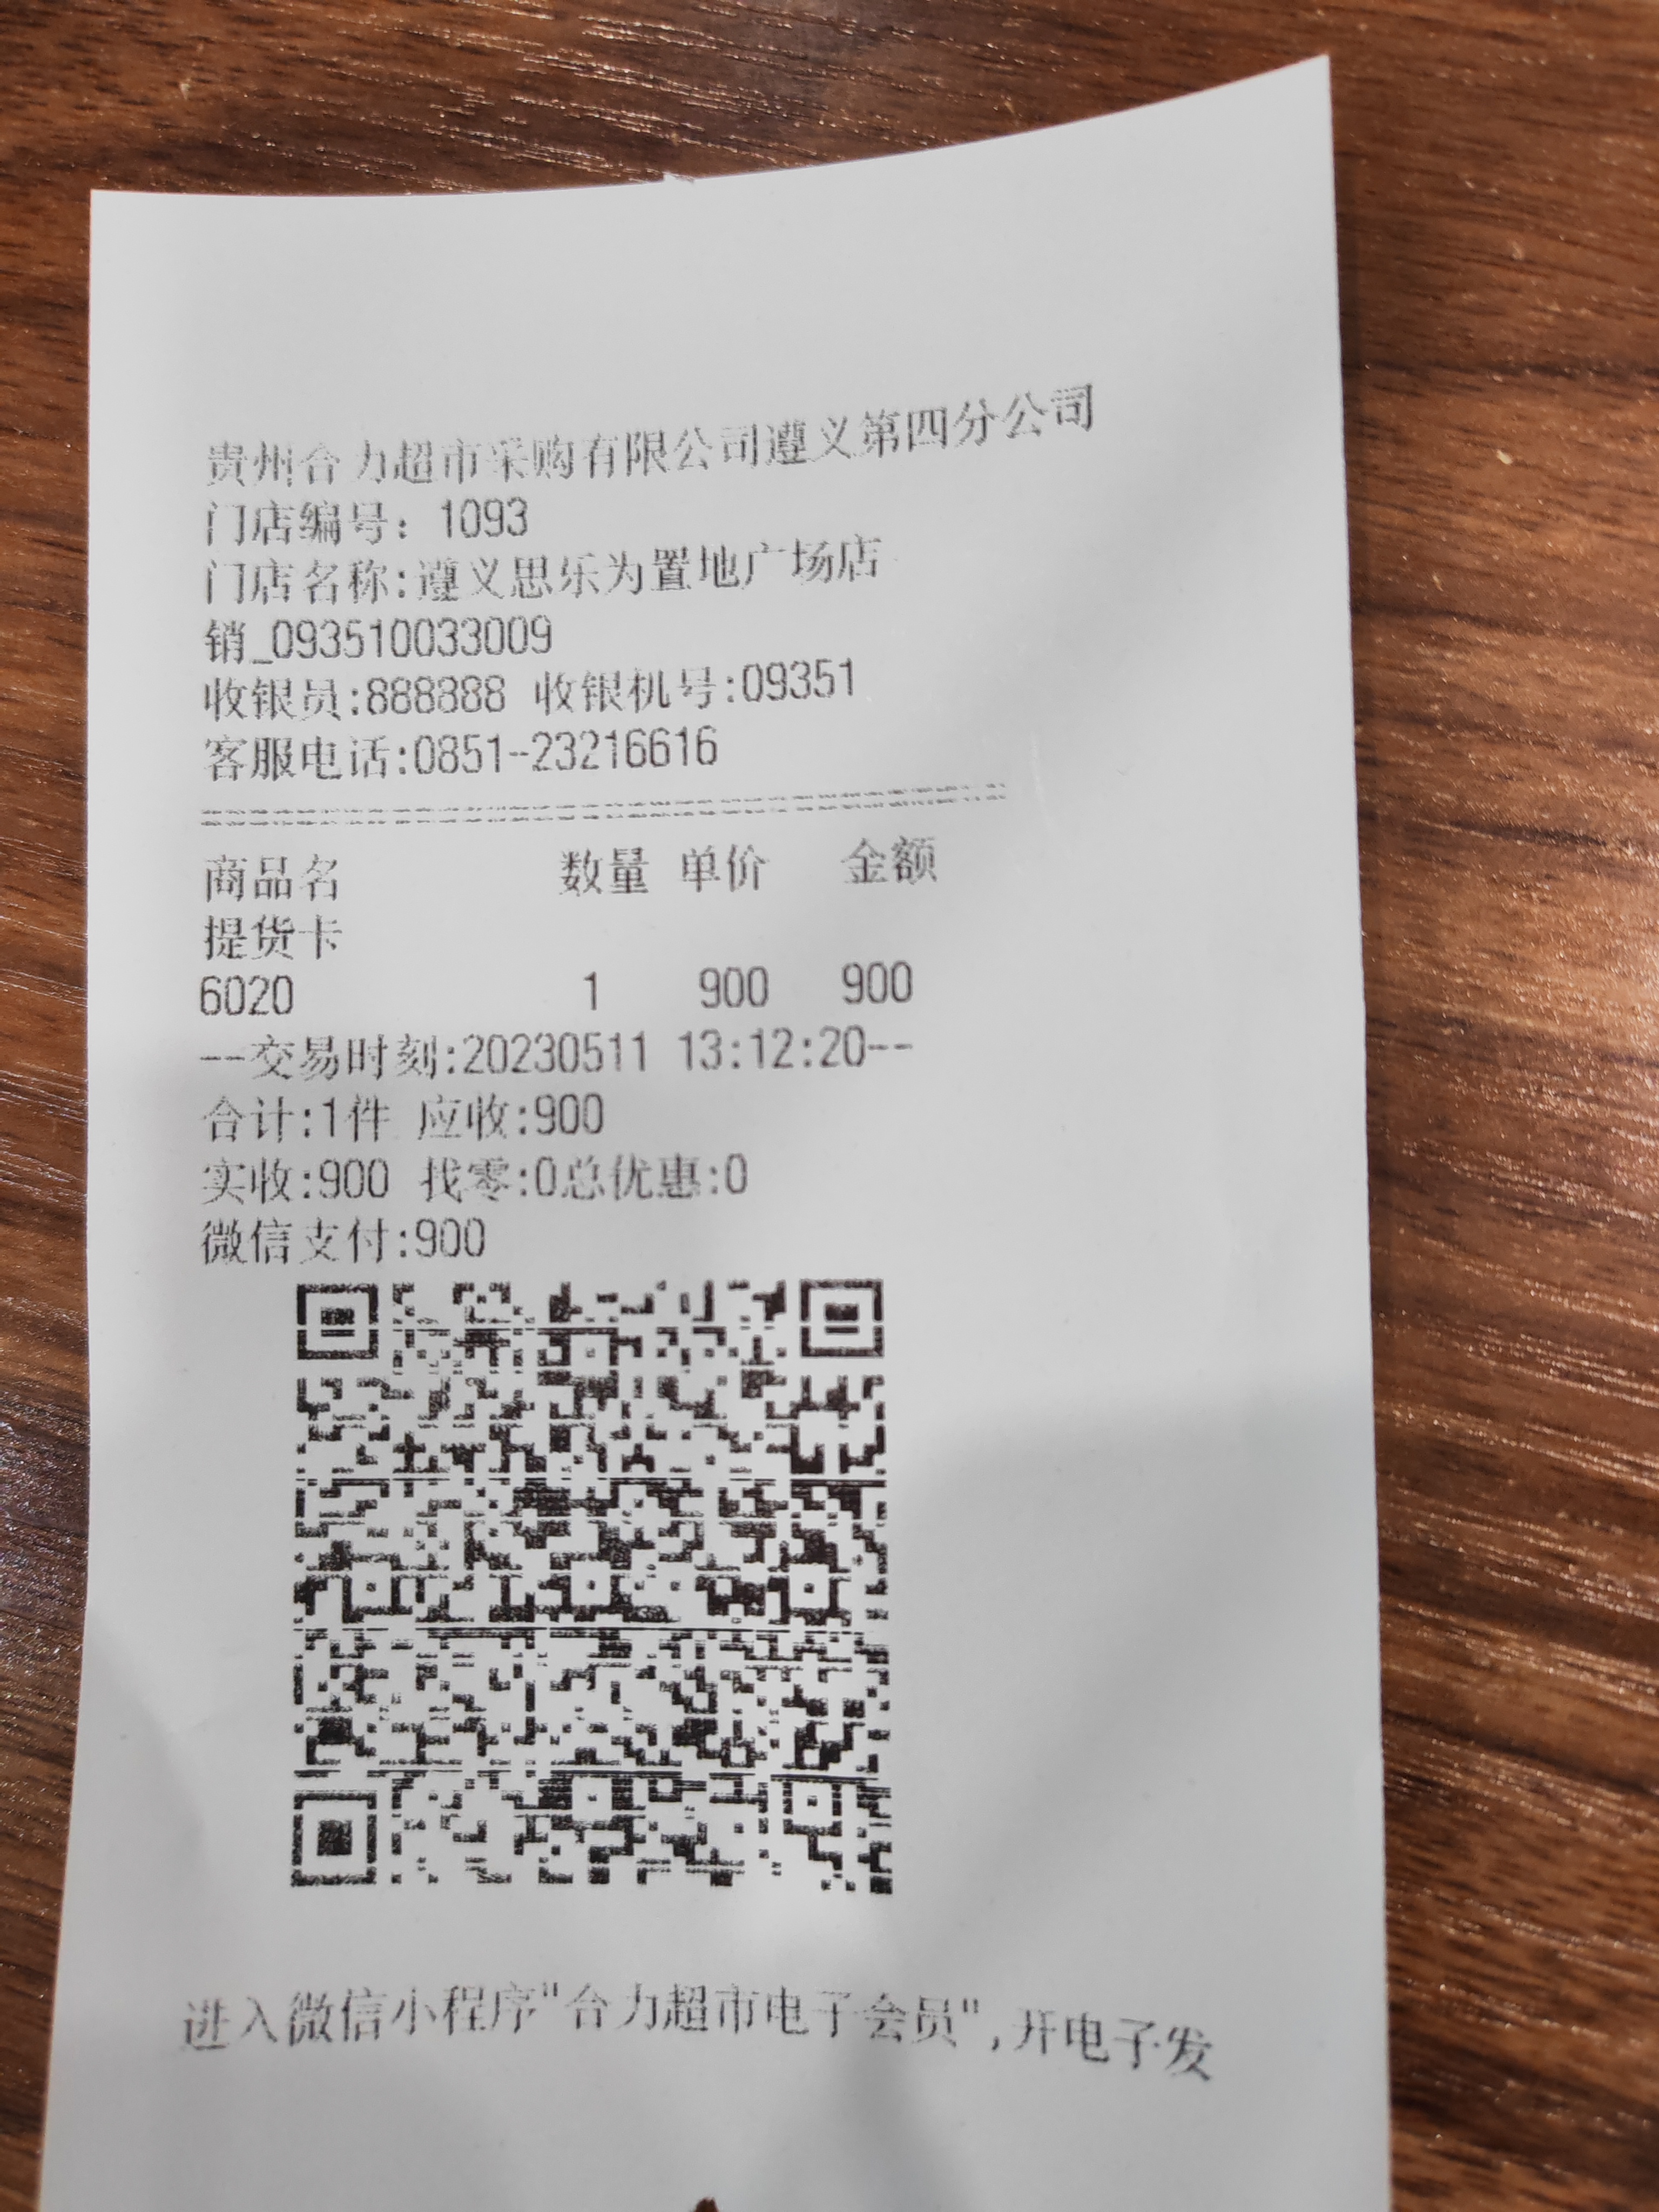 贵州合力超市采购有限公司遵义第四分公司
门店编号：1093
门店名称:遵义思乐为置地广场店
销_093510033009
收银员:888888 收银机号:09351
客服电话:0851-23216616
商品名 数量 单价 金额
提货卡
6020 1 900 900
--交易时刻:20230511 13:12:20--
合计:1件 应收:900
实收:900 找零:0总优惠:0
微信支付:900
进入微信小程序"合力超市电子会员",开电子发